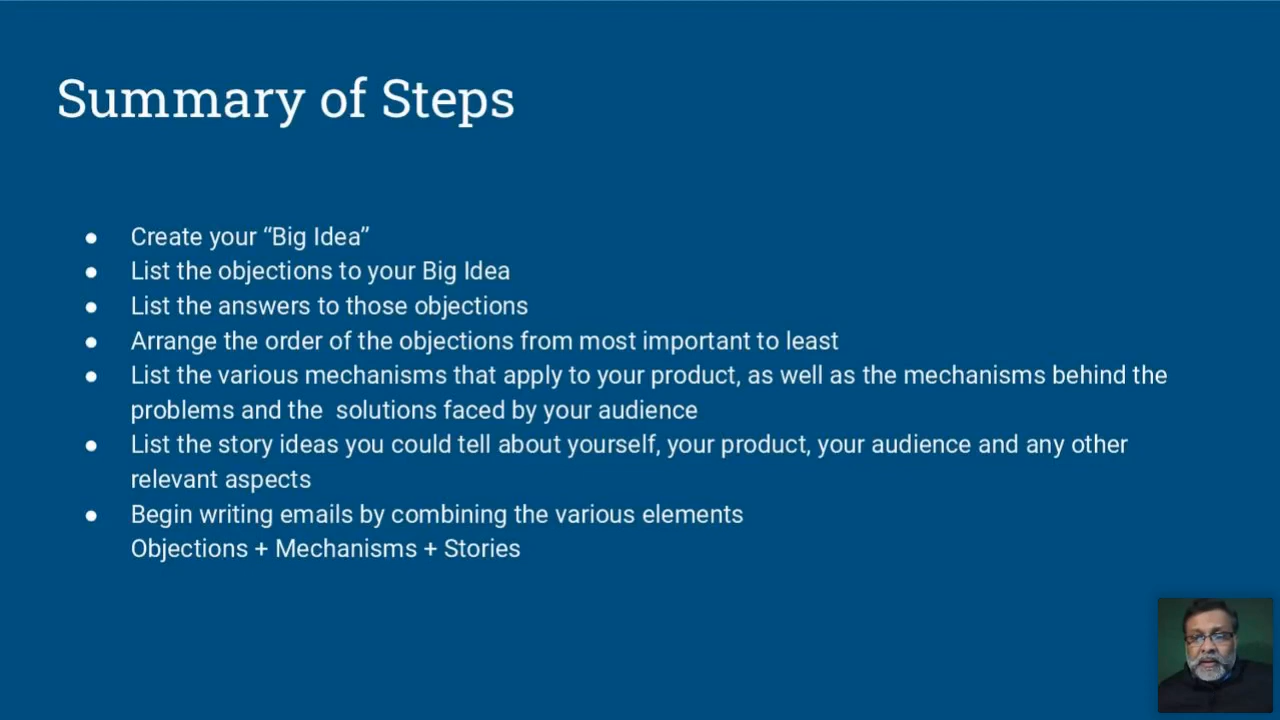 Summary of Steps
● Create your “Big Idea”
● List the objections to your Big Idea
● List the answers to those objections
● Arrange the order of the objections from most important to least
● List the various mechanisms that apply to your product, as well as the mechanisms behind the
problems and the  solutions faced by your audience
● List the story ideas you could tell about yourself, your product, your audience and any other
relevant aspects
● Begin writing emails by combining the various elements
Objections + Mechanisms + Stories